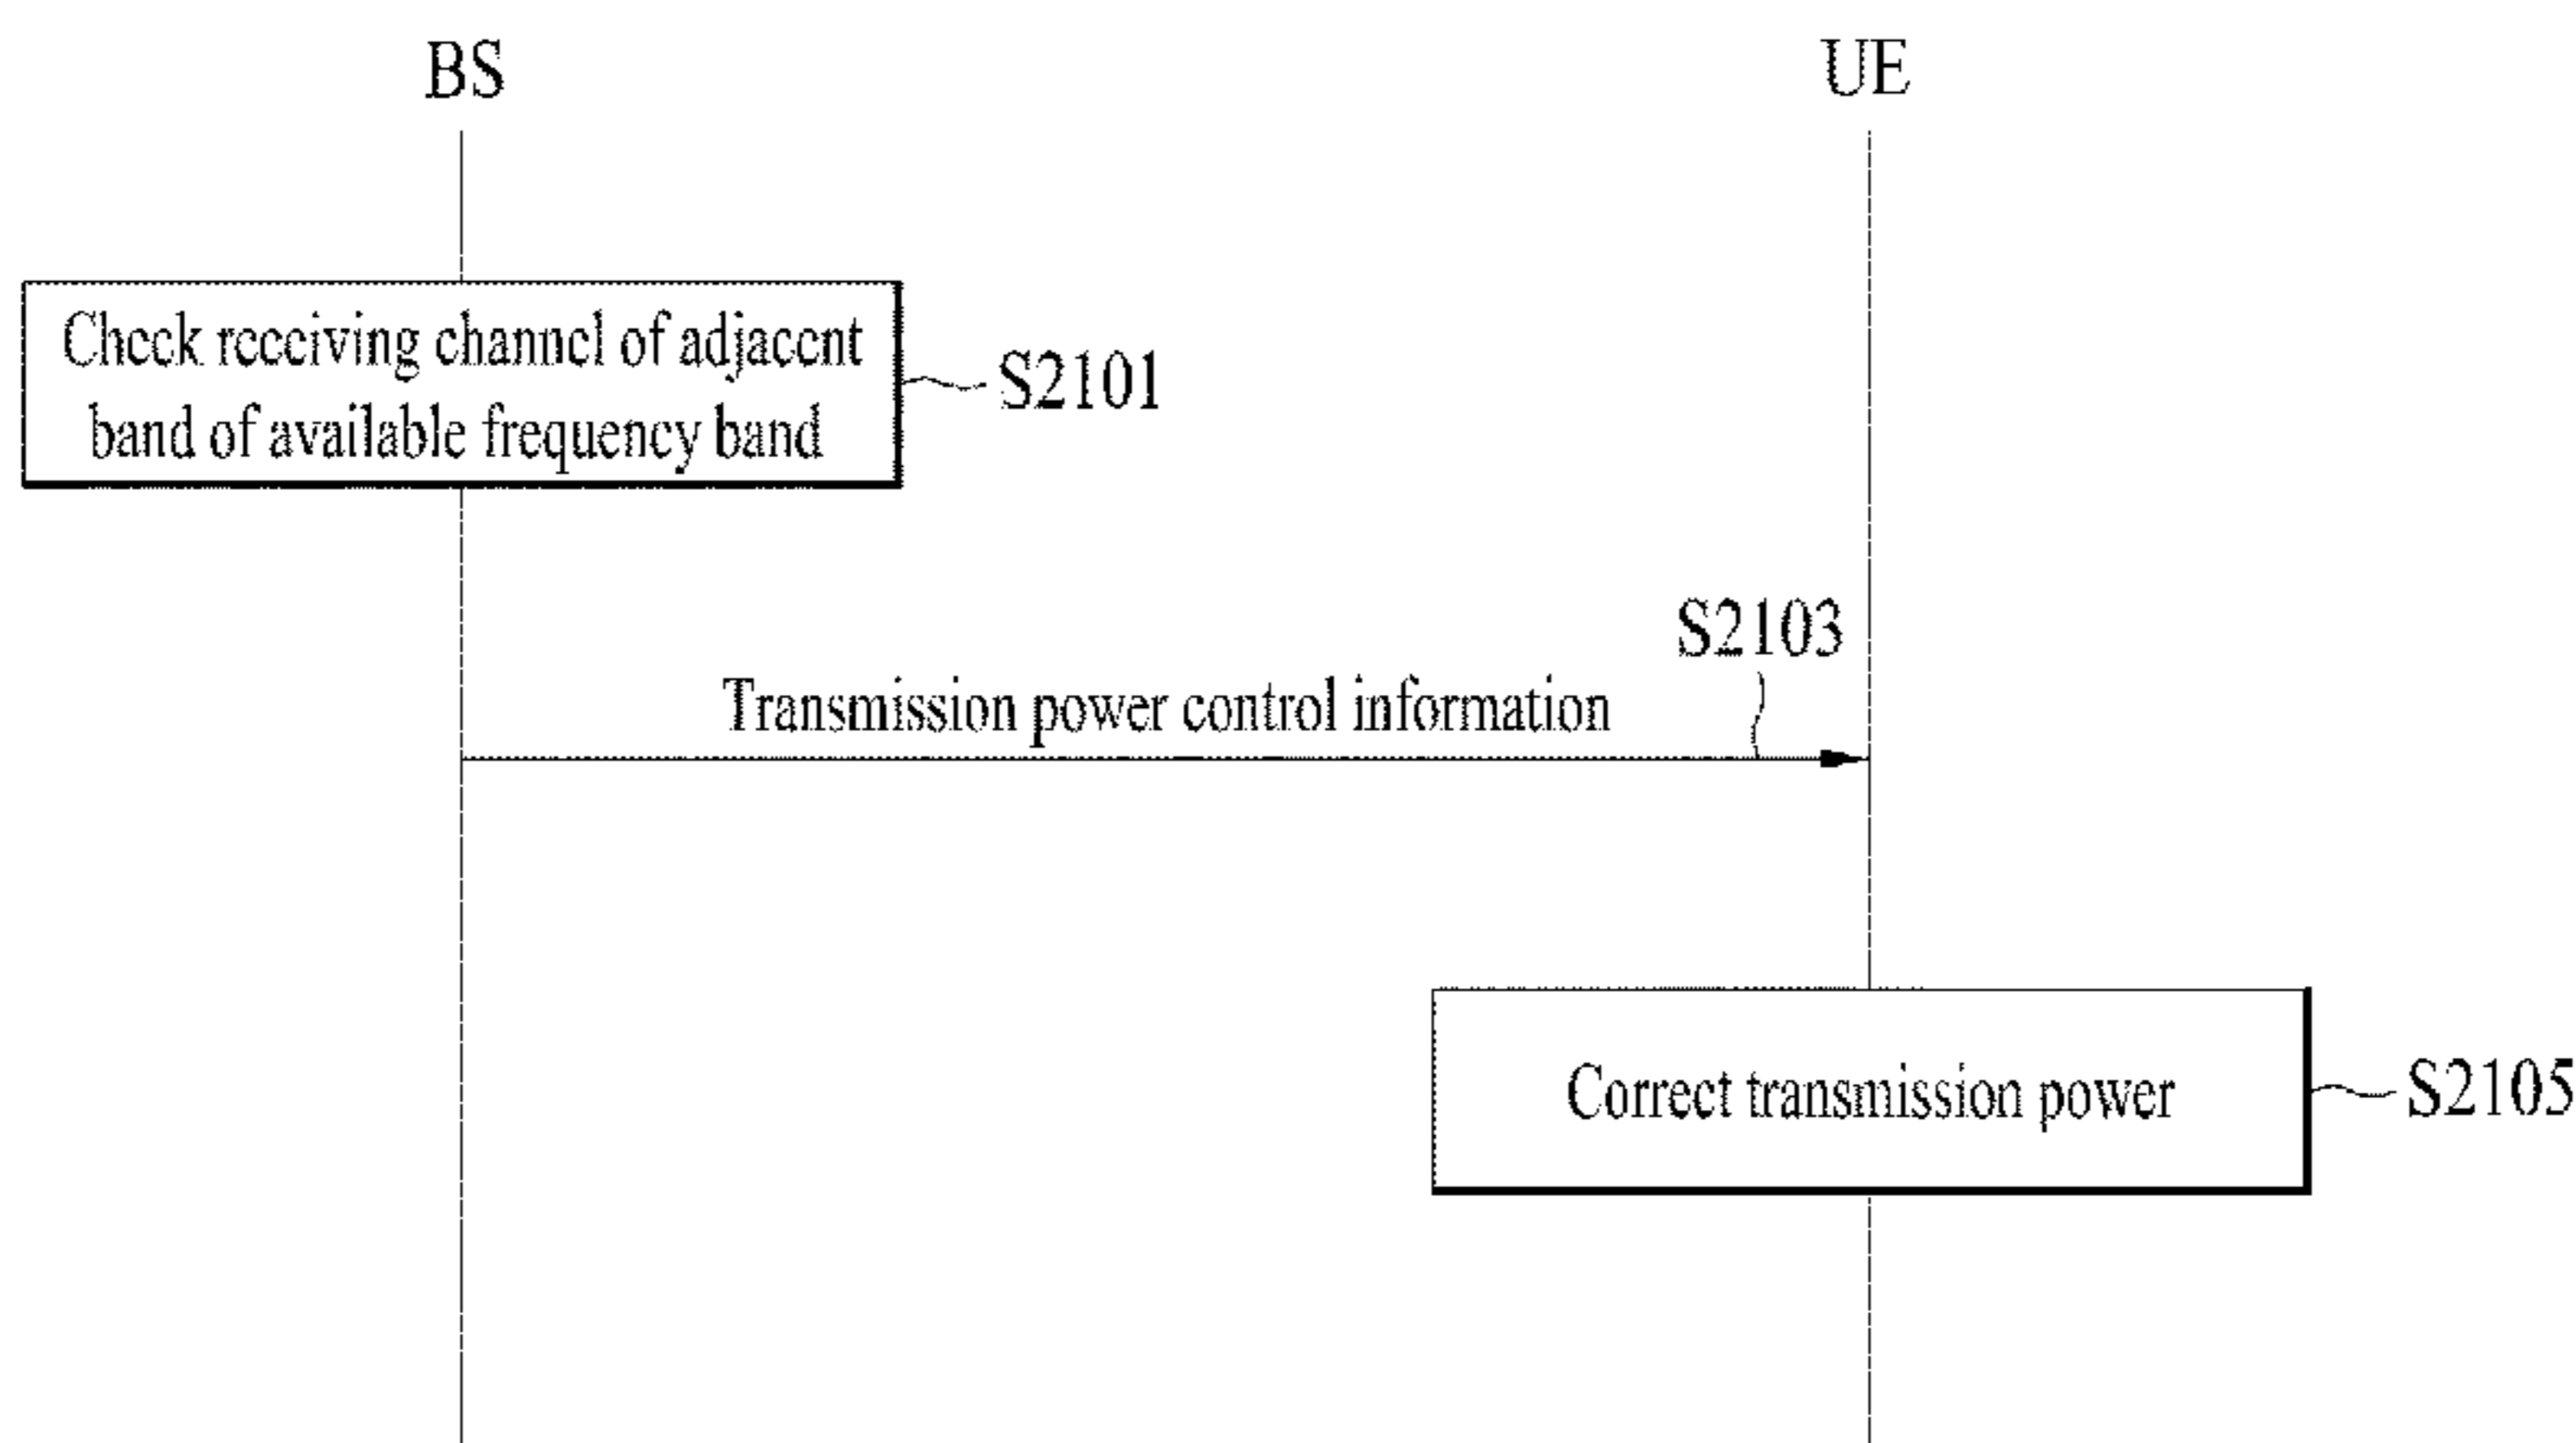 BS
UE
Check receiving channel of adjacent
band of available frequency band
S2101
S2103
Transmission power control information
Correct transmission power
S2105